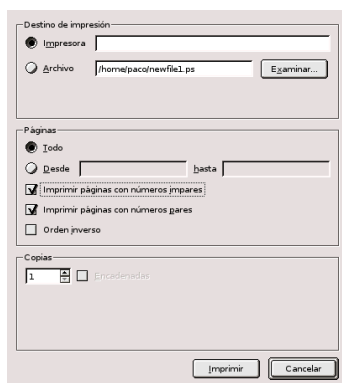 Destino de impresión
Impresora
Archivo /home/paco/newfile1.ps Examinar...
Páginas
Todo
Desde hasta
Imprimir páginas con números impares
Imprimir páginas con números pares
Orden inverso
Copias
1 Encadenadas
Imprimir Cancelar